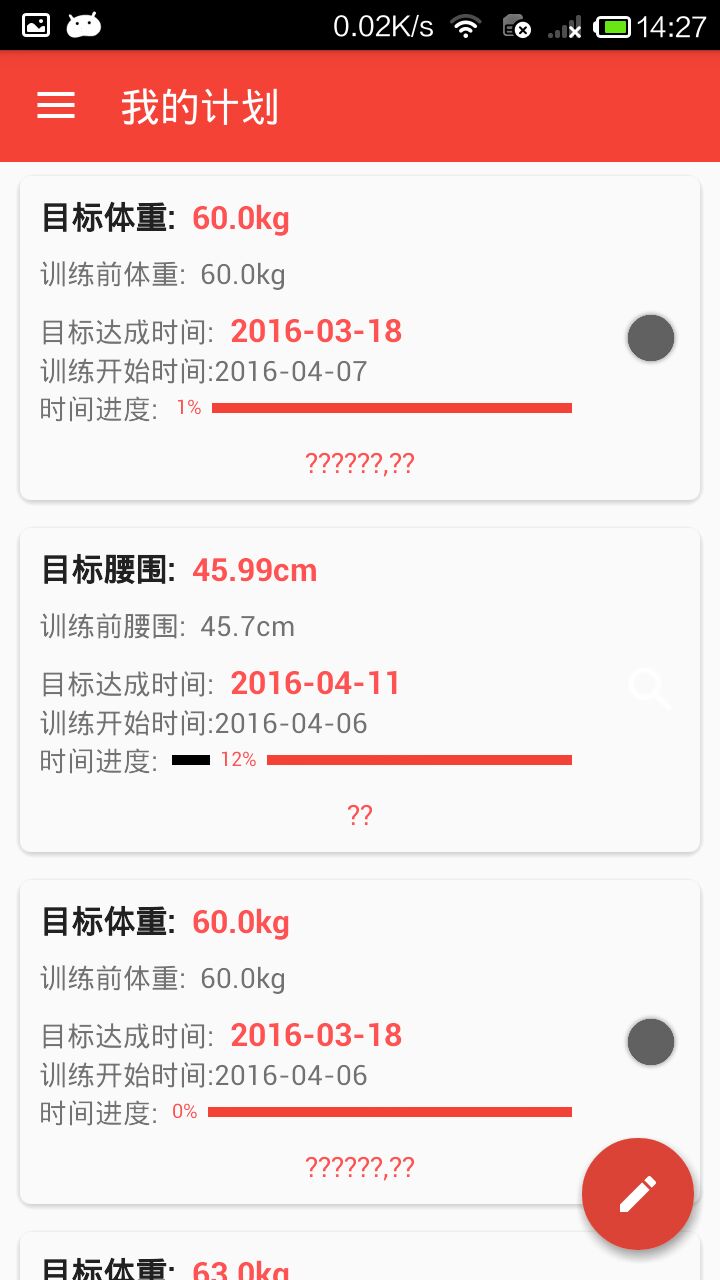 0.02K/s 14:27
我的计划
目标体重: 60.0kg
训练前体重: 60.0kg
目标达成时间: 2016-03-18
训练开始时间:2016-04-07
时间进度: 1%
??????,??
目标腰围: 45.99cm
训练前腰围: 45.7cm
目标达成时间: 2016-04-11
训练开始时间:2016-04-06
时间进度: 12%
??
目标体重: 60.0kg
训练前体重: 60.0kg
目标达成时间: 2016-03-18
训练开始时间:2016-04-06
时间进度: 0%
??????,??
目标体重: 63.0kg